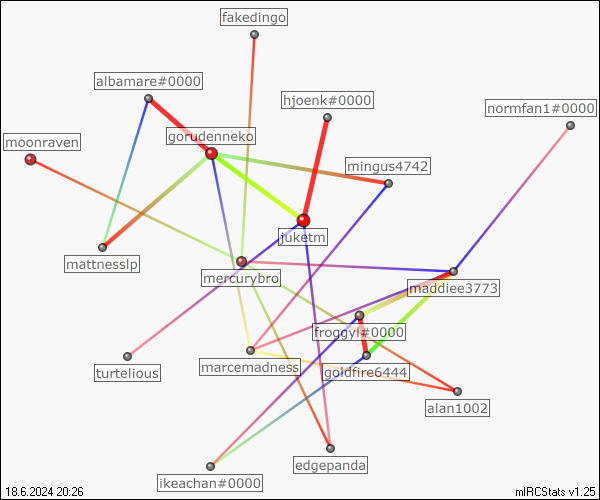 fakedingo
albamare#0000
hjoenk#0000
normfan1#0000
gorudenneko
moonraven
mingus4742
juketm
mattnesslp
mercurybro
maddiee3773
froggyl#0000
marcemadness
goldfire6444
turtelious
alan1002
edgepanda
ikeachan#0000
18.6.2024 20:26
mIRCStats v1.25